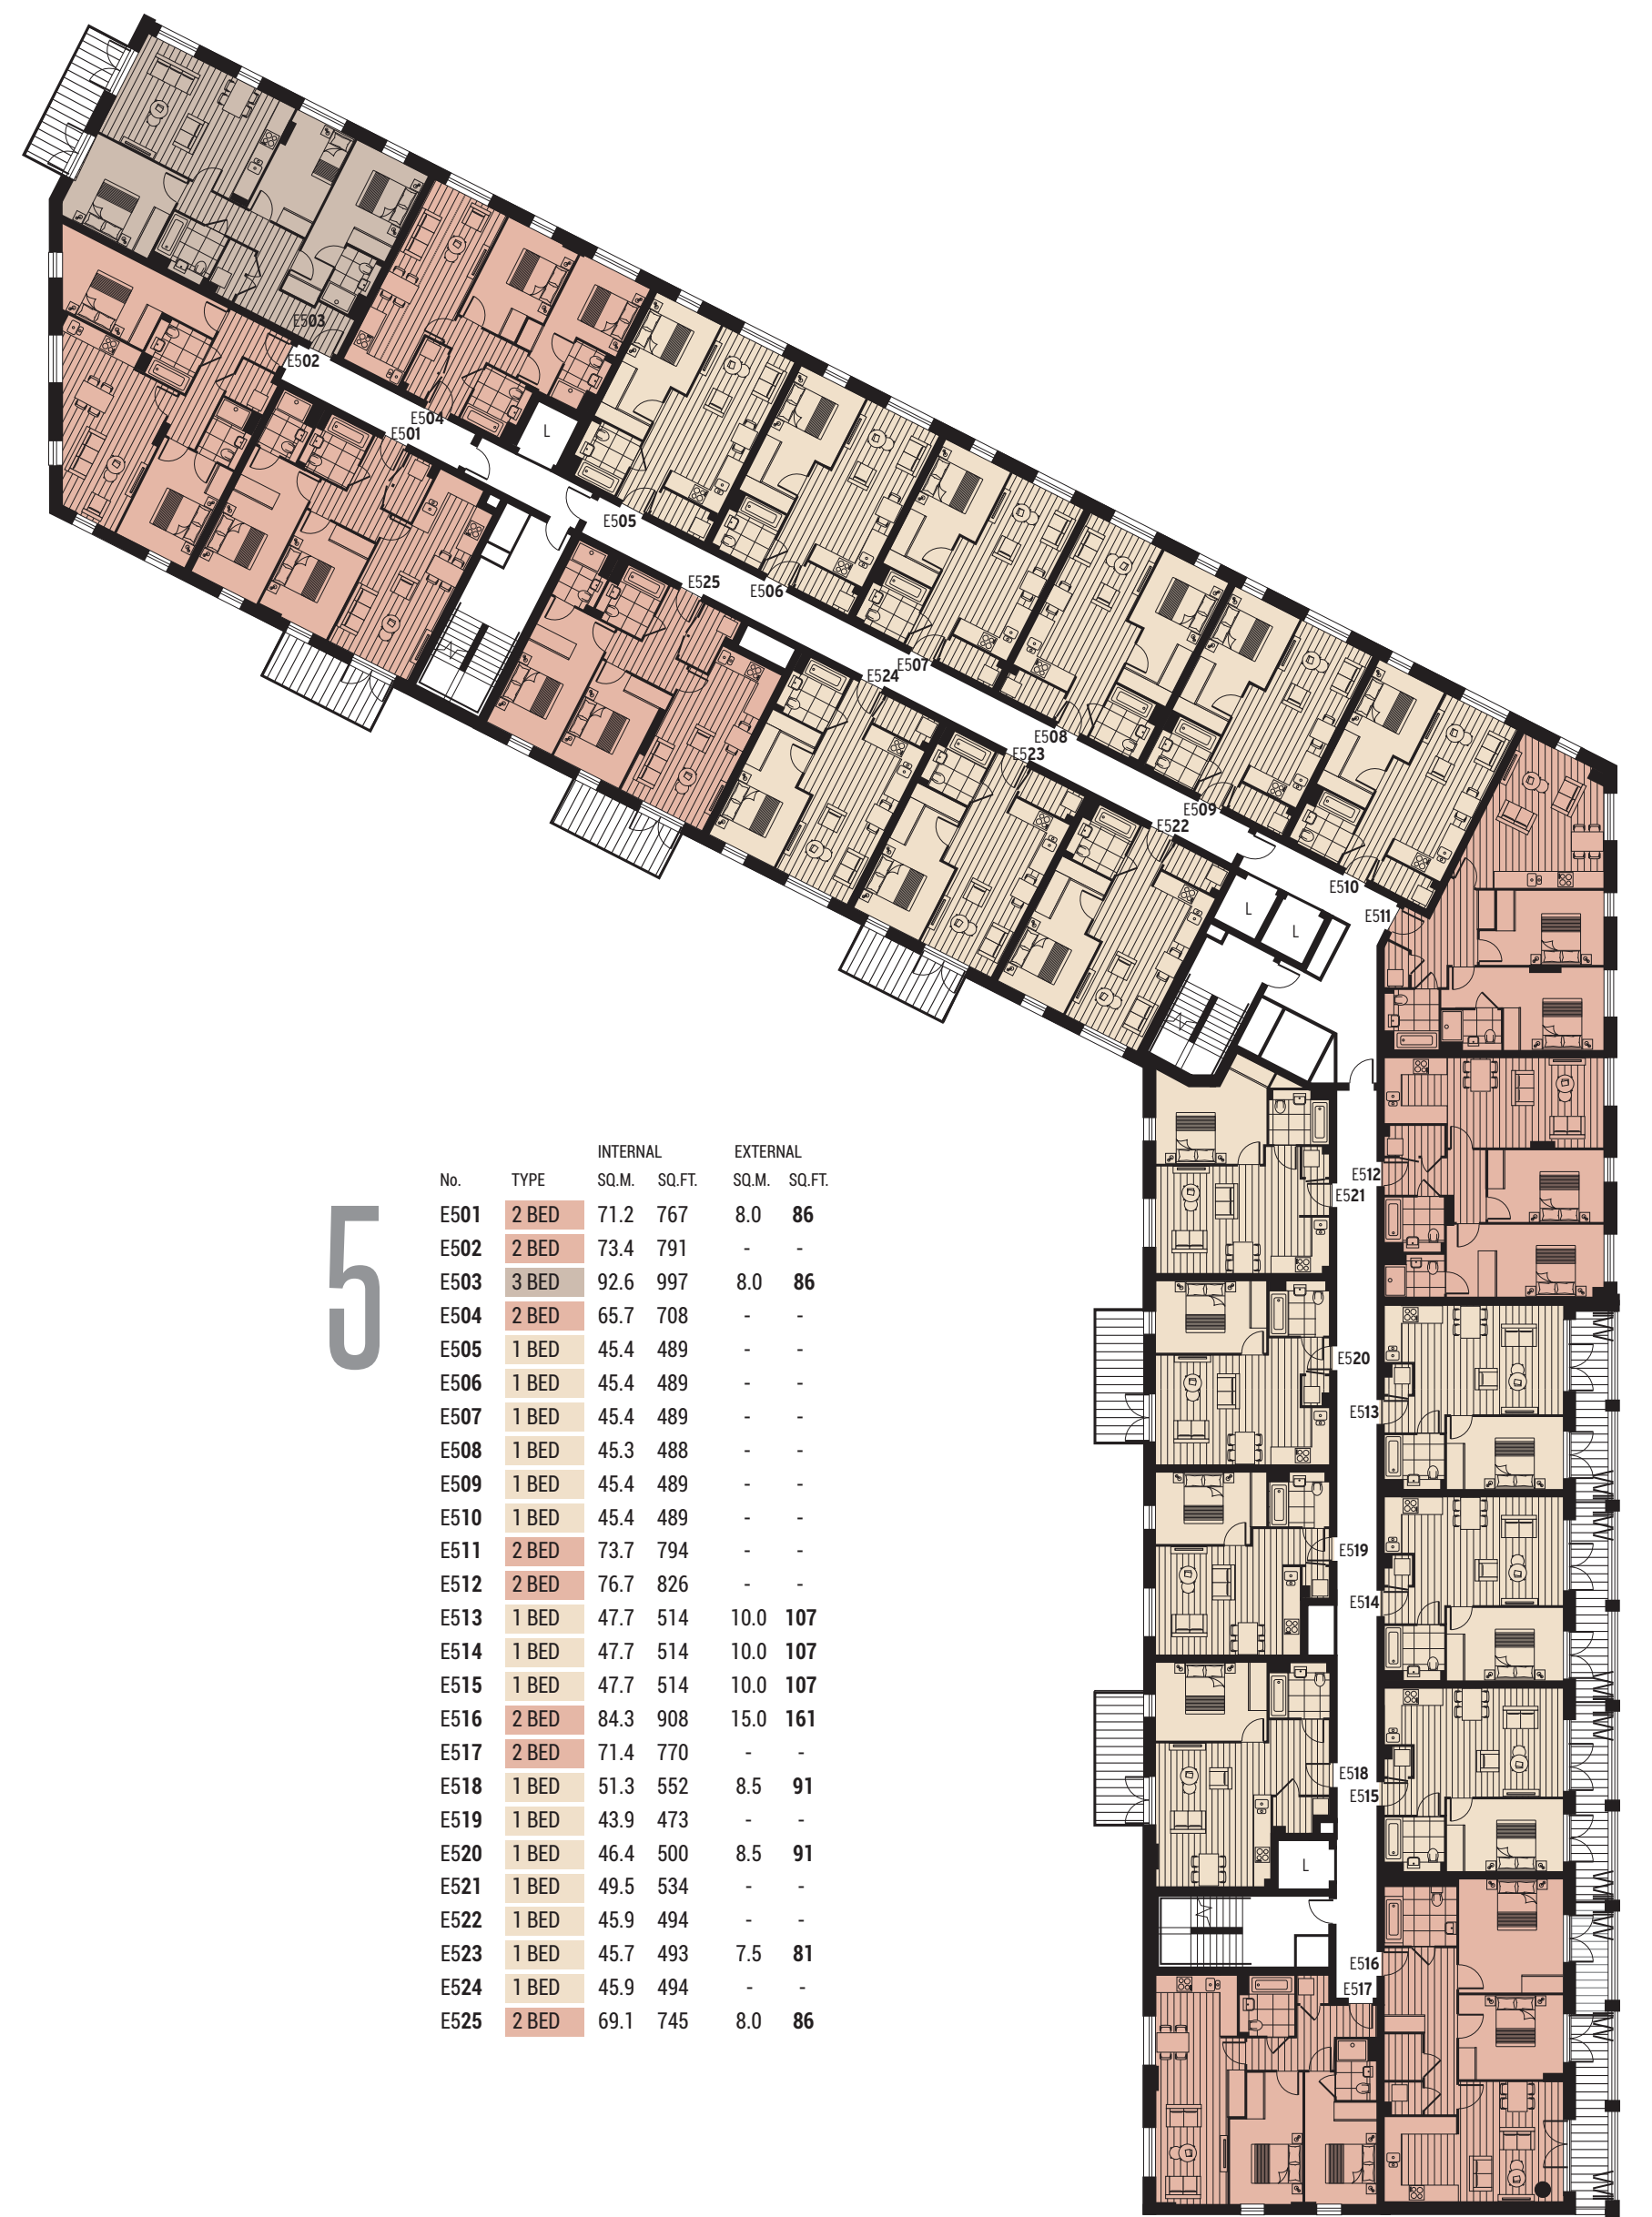 E503
E502
E504
E501
L
E505
E525
E506
E507
E524
E508
E523
E509
E522
E510
E511
L
L
E512
E521
E520
E513
E519
E514
E518
E515
L
E516
E517
5
INTERNAL EXTERNAL
No. TYPE SQ.M. SQ.FT. SQ.M. SQ.FT.
E501 2 BED 71.2 767 8.0 86
E502 2 BED 73.4 791 - -
E503 3 BED 92.6 997 8.0 86
E504 2 BED 65.7 708 - -
E505 1 BED 45.4 489 - -
E506 1 BED 45.4 489 - -
E507 1 BED 45.4 489 - -
E508 1 BED 45.3 488 - -
E509 1 BED 45.4 489 - -
E510 1 BED 45.4 489 - -
E511 2 BED 73.7 794 - -
E512 2 BED 76.7 826 - -
E513 1 BED 47.7 514 10.0 107
E514 1 BED 47.7 514 10.0 107
E515 1 BED 47.7 514 10.0 107
E516 2 BED 84.3 908 15.0 161
E517 2 BED 71.4 770 - -
E518 1 BED 51.3 552 8.5 91
E519 1 BED 43.9 473 - -
E520 1 BED 46.4 500 8.5 91
E521 1 BED 49.5 534 - -
E522 1 BED 45.9 494 - -
E523 1 BED 45.7 493 7.5 81
E524 1 BED 45.9 494 - -
E525 2 BED 69.1 745 8.0 86